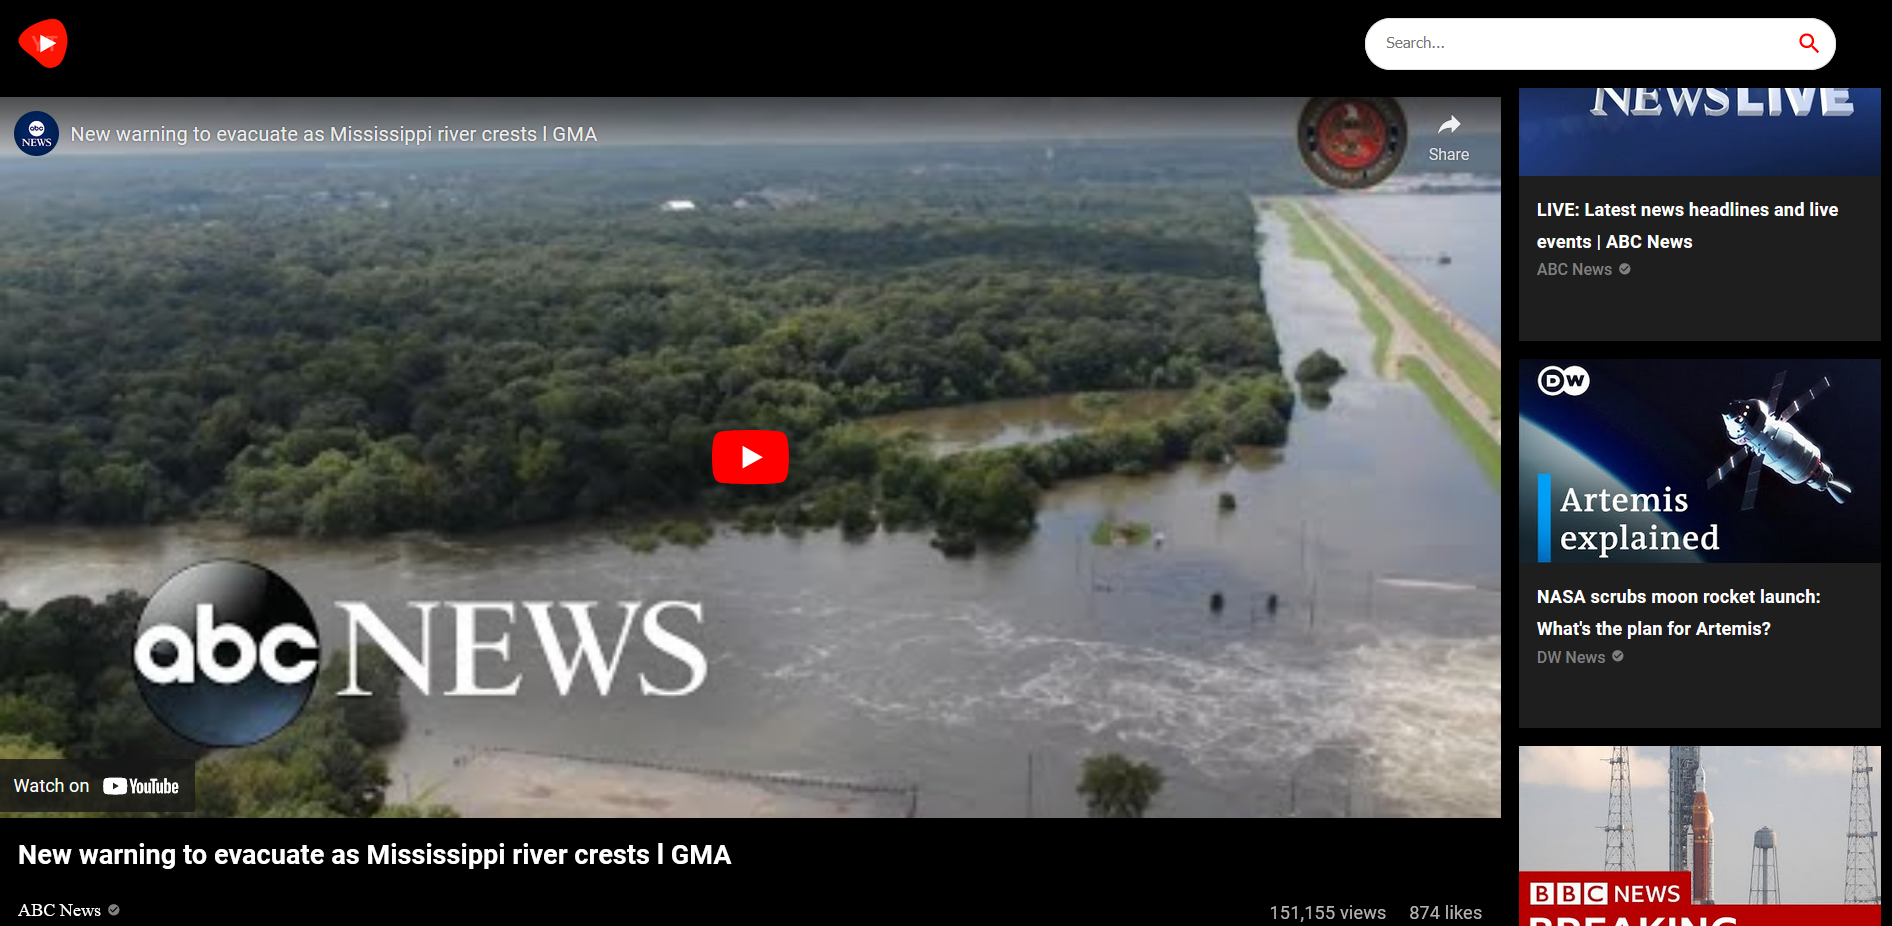 Search...
abc
NEWS
New warning to evacuate as Mississippi river crests l GMA
Share
abc NEWS
Watch on YouTube
New warning to evacuate as Mississippi river crests l GMA
ABC News
151,155 views 874 likes
NEWSLIVE
LIVE: Latest news headlines and live
events | ABC News
ABC News
DW
Artemis
explained
NASA scrubs moon rocket launch:
What's the plan for Artemis?
DW News
BBC NEWS
BREAKING